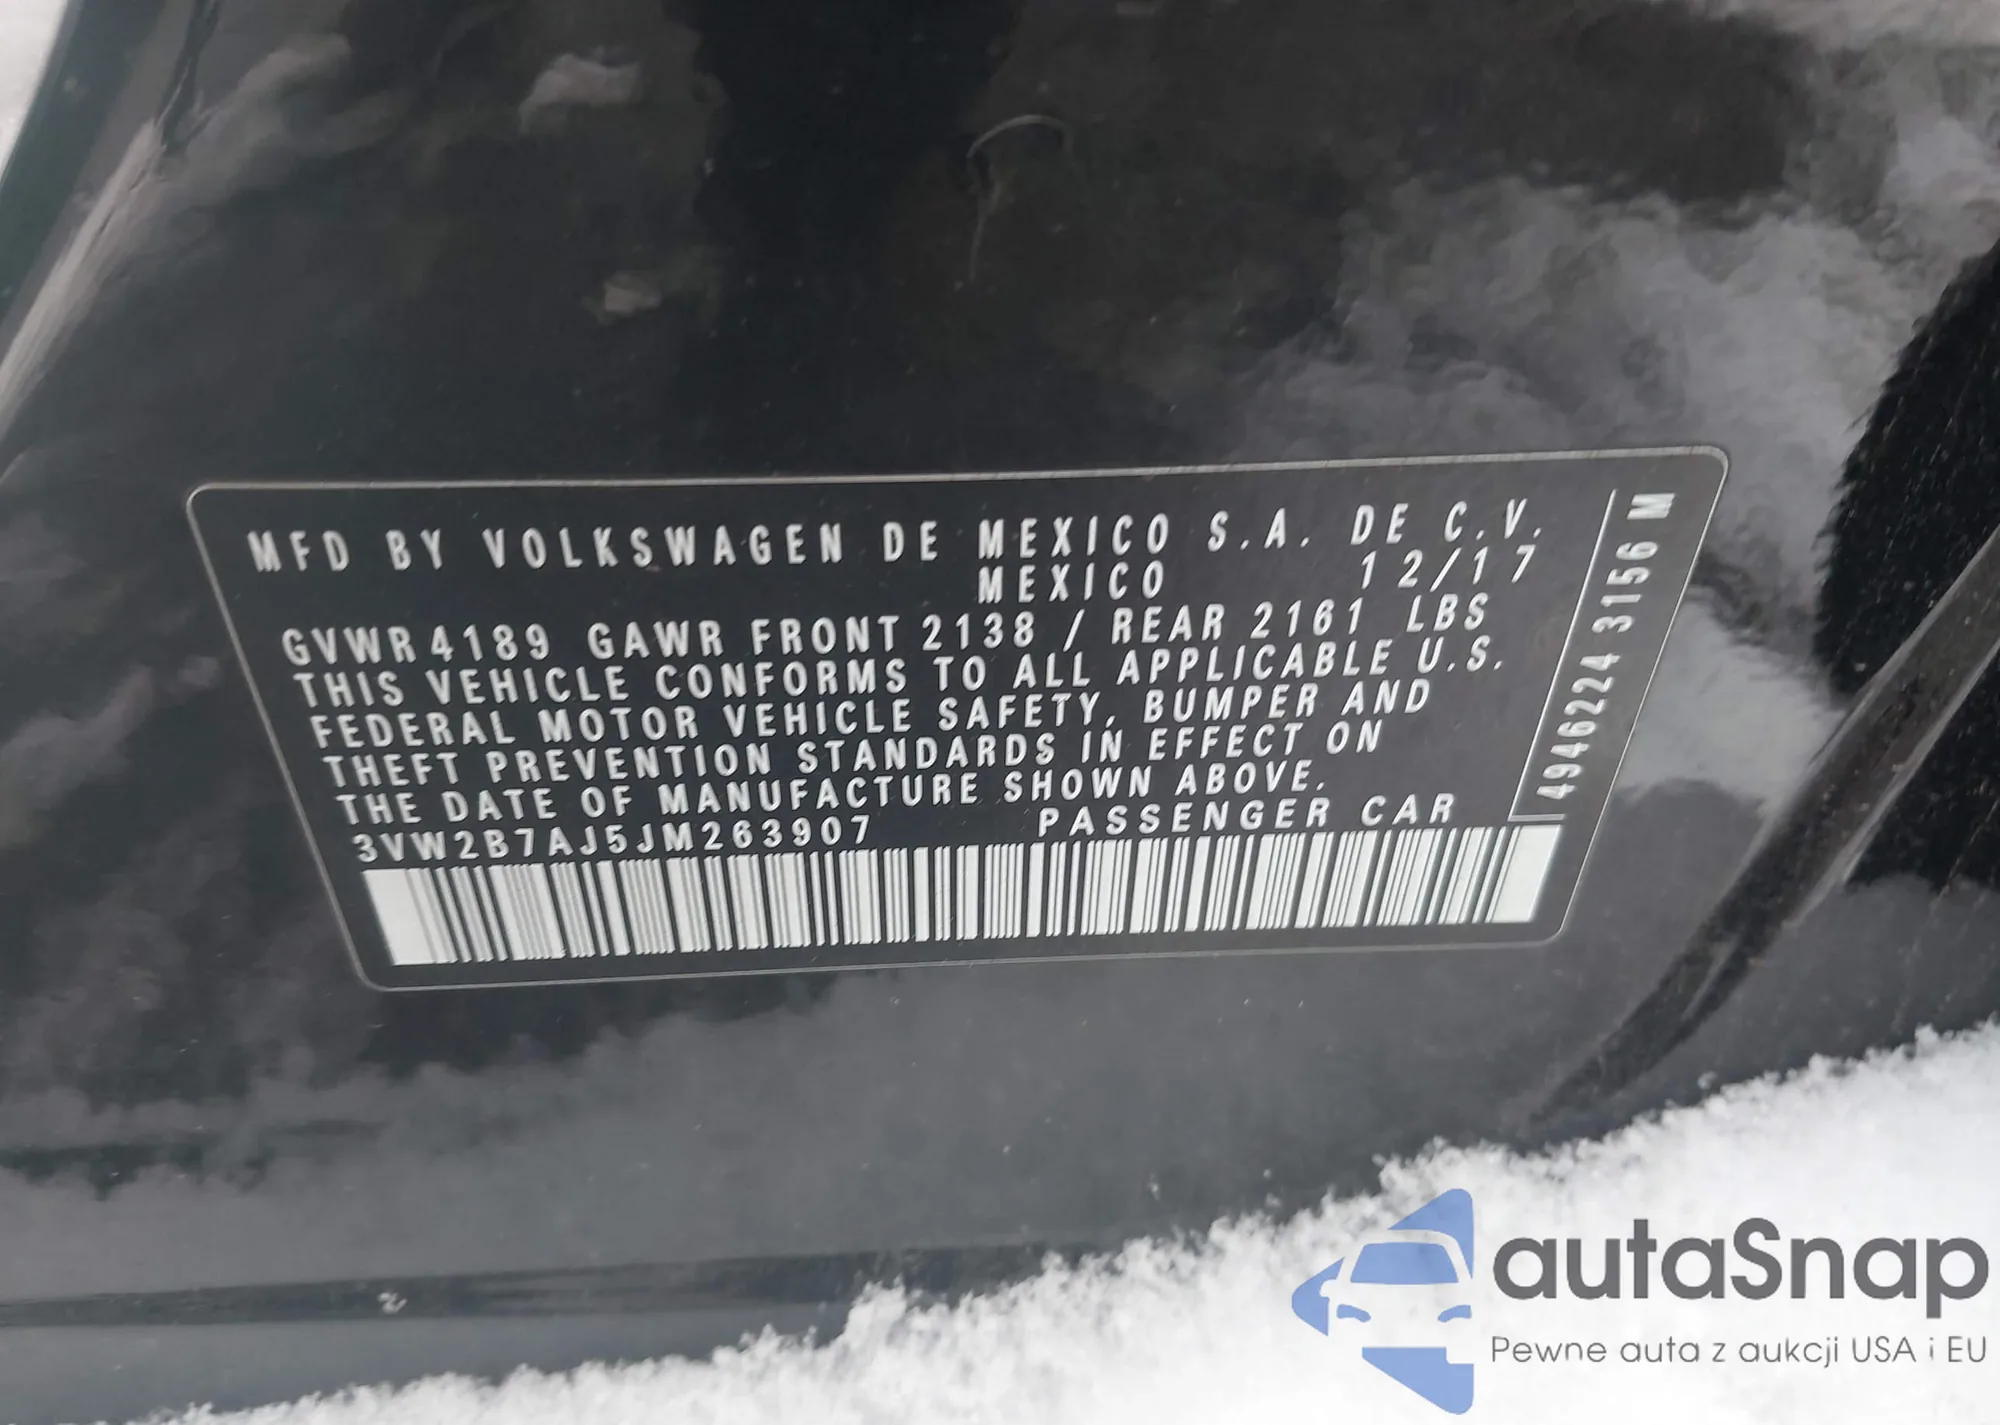 MFD BY VOLKSWAGEN DE MEXICO S.A. DE C.V.
MEXICO 12/17
GVWR 4189 GAWR FRONT 2138 / REAR 2161 LBS
THIS VEHICLE CONFORMS TO ALL APPLICABLE U.S.
FEDERAL MOTOR VEHICLE SAFETY, BUMPER AND
THEFT PREVENTION STANDARDS IN EFFECT ON
THE DATE OF MANUFACTURE SHOWN ABOVE.
3VW2B7AJ5JM263907 PASSENGER CAR
4946224 3156 M
autaSnap
Pewne auta z aukcji USA i EU